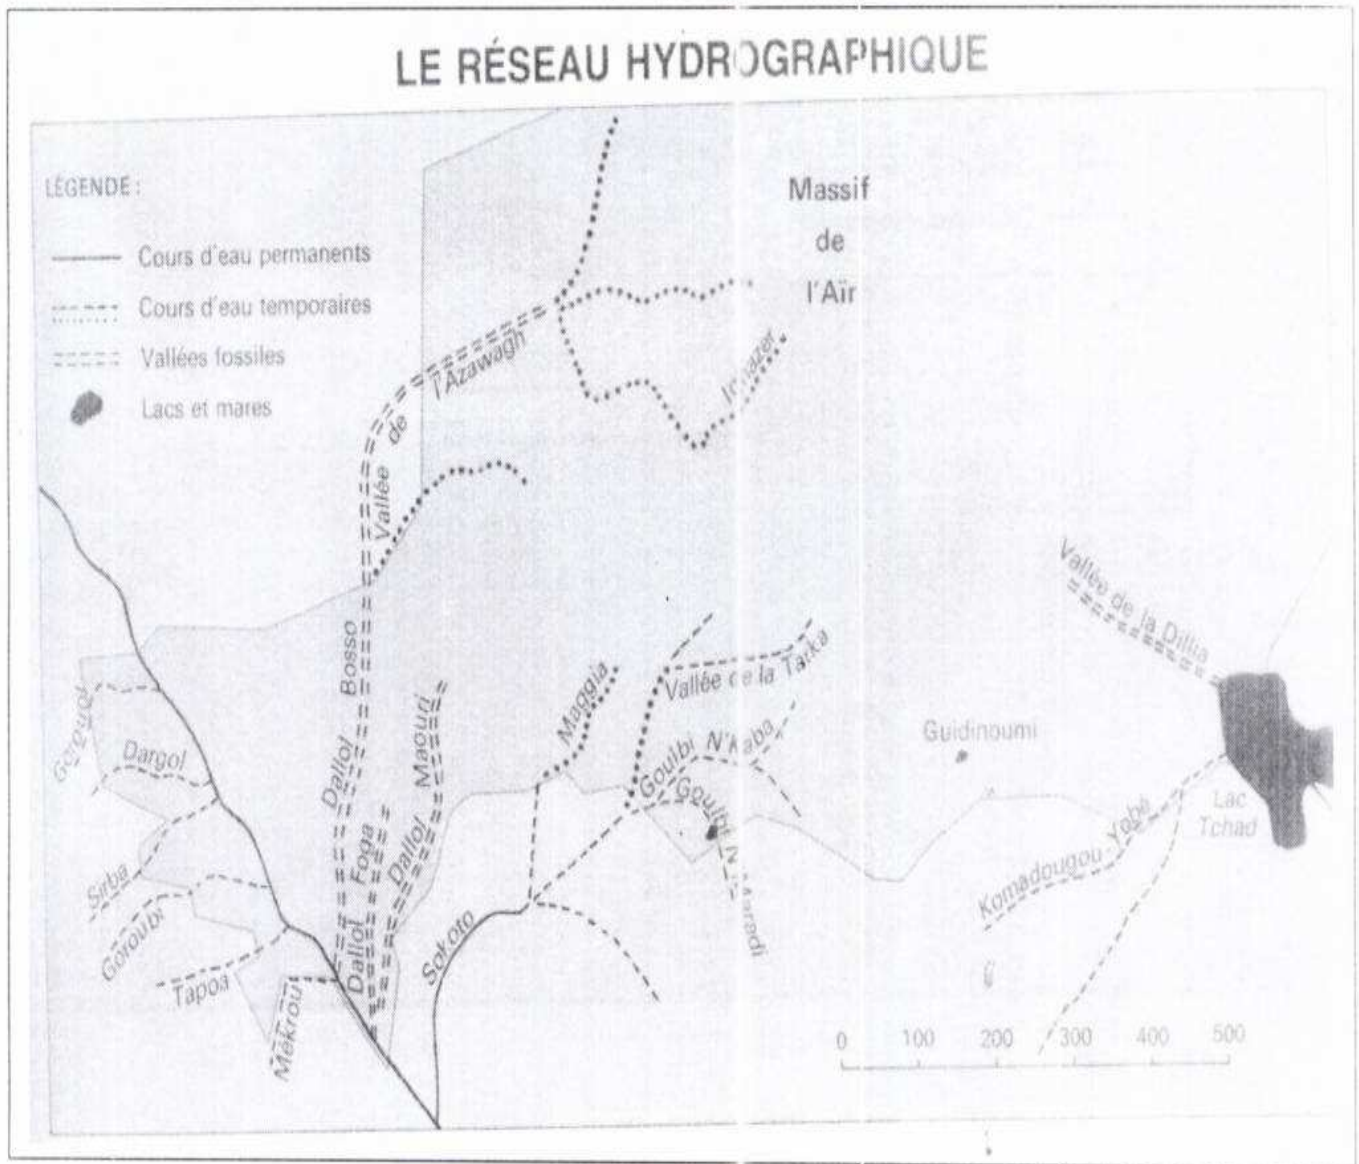 LE RÉSEAU HYDROGRAPHIQUE
LÉGENDE :
Cours d'eau permanents
Cours d'eau temporaires
Vallées fossiles
Lacs et mares
Massif
de
l'Aïr
Vallée de l'Azawagh
Vallée de la Dillia
Gorouol
Dargol
Sirba
Goroubi
Tapoa
Mékrou
Dallol Bosso
Dallol Foga
Dallol Maouri
Sokoto
Maggia
Vallée de la Tarka
Goulbi N'Kaba
Goulbi N Maradi
Guidinoumi
Komadougou Yobé
Lac
Tchad
0 100 200 300 400 500